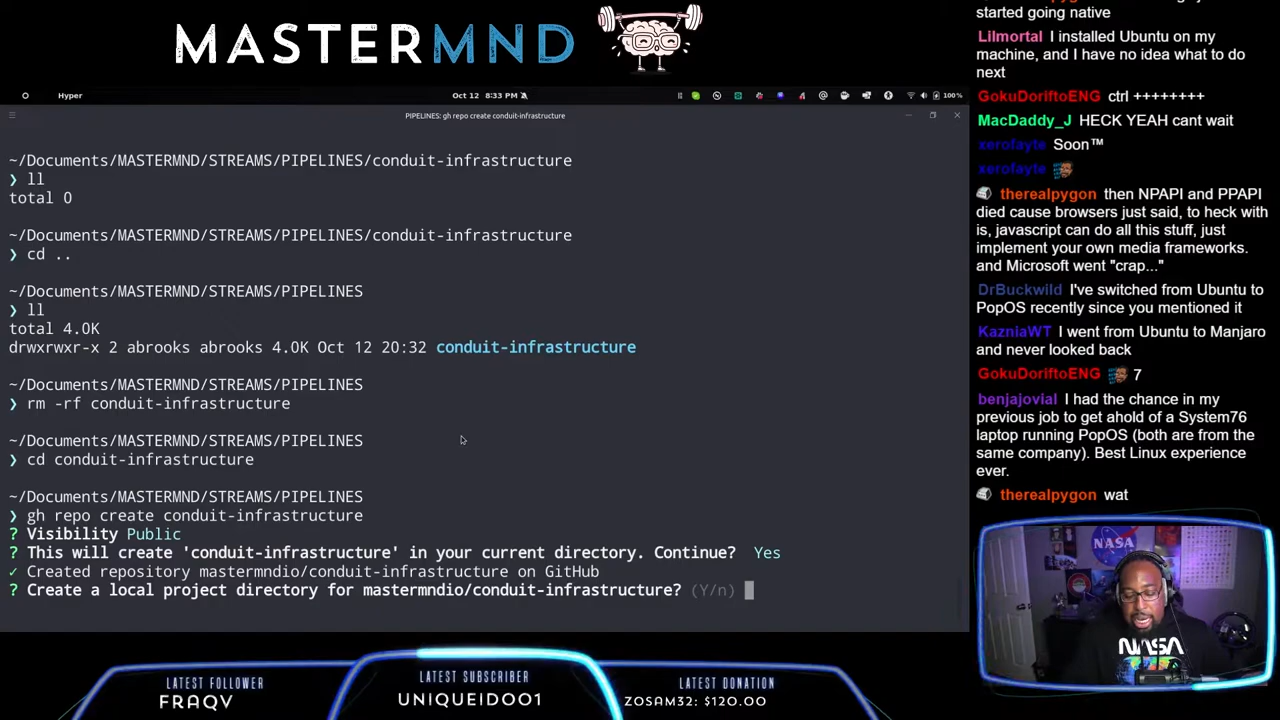 MASTERMND
Hyper
Oct 12 8:33 PM
100%
PIPELINES: gh repo create conduit-infrastructure
~/Documents/MASTERMND/STREAMS/PIPELINES/conduit-infrastructure
❯ ll
total 0
~/Documents/MASTERMND/STREAMS/PIPELINES/conduit-infrastructure
❯ cd ..
~/Documents/MASTERMND/STREAMS/PIPELINES
❯ ll
total 4.0K
drwxrwxr-x 2 abrooks abrooks 4.0K Oct 12 20:32 conduit-infrastructure
~/Documents/MASTERMND/STREAMS/PIPELINES
❯ rm -rf conduit-infrastructure
~/Documents/MASTERMND/STREAMS/PIPELINES
❯ cd conduit-infrastructure
~/Documents/MASTERMND/STREAMS/PIPELINES
❯ gh repo create conduit-infrastructure
? Visibility Public
? This will create 'conduit-infrastructure' in your current directory. Continue? Yes
✓ Created repository mastermndio/conduit-infrastructure on GitHub
? Create a local project directory for mastermndio/conduit-infrastructure? (Y/n)
started going native
Lilmortal I installed Ubuntu on my
machine, and I have no idea what to do
next
GokuDoriftoENG ctrl ++++++++
MacDaddy_J HECK YEAH cant wait
xerofayte Soon™
xerofayte
therealpygon then NPAPI and PPAPI
died cause browsers just said, to heck with
is, javascript can do all this stuff, just
implement your own media frameworks.
and Microsoft went "crap..."
DrBuckwild I've switched from Ubuntu to
PopOS recently since you mentioned it
KazniaWT I went from Ubuntu to Manjaro
and never looked back
GokuDoriftoENG 7
benjajovial I had the chance in my
previous job to get ahold of a System76
laptop running PopOS (both are from the
same company). Best Linux experience
ever.
therealpygon wat
NASA
NASA
LATEST FOLLOWER
FRAQV
LATEST SUBSCRIBER
UNIQUEID001
LATEST DONATION
ZOSAM32: $120.00